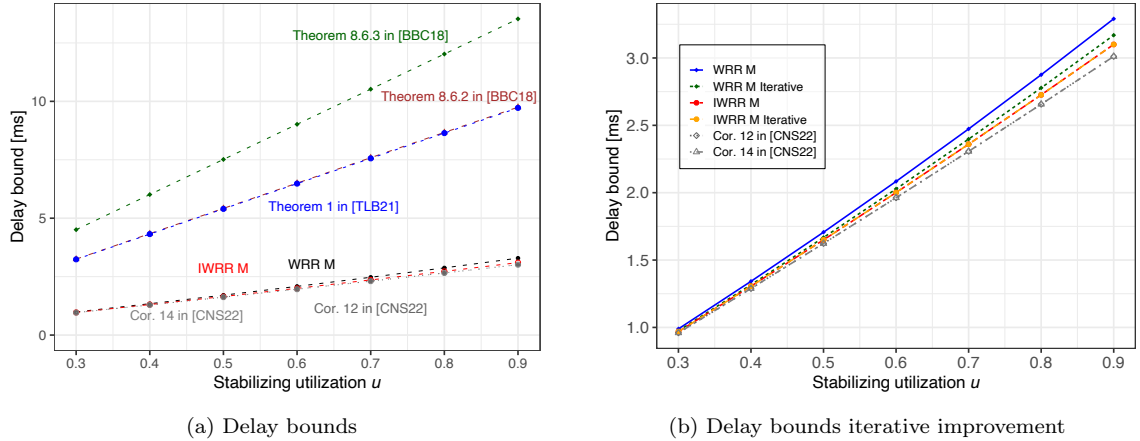 Theorem 8.6.3 in [BBC18]
Theorem 8.6.2 in [BBC18]
Theorem 1 in [TLB21]
IWRR M
WRR M
Cor. 14 in [CNS22]
Cor. 12 in [CNS22]
Delay bound [ms]
10
5
0
0.3 0.4 0.5 0.6 0.7 0.8 0.9
Stabilizing utilization u
(a) Delay bounds
WRR M
WRR M Iterative
IWRR M
IWRR M Iterative
Cor. 12 in [CNS22]
Cor. 14 in [CNS22]
Delay bound [ms]
3.0
2.5
2.0
1.5
1.0
0.3 0.4 0.5 0.6 0.7 0.8 0.9
Stabilizing utilization u
(b) Delay bounds iterative improvement